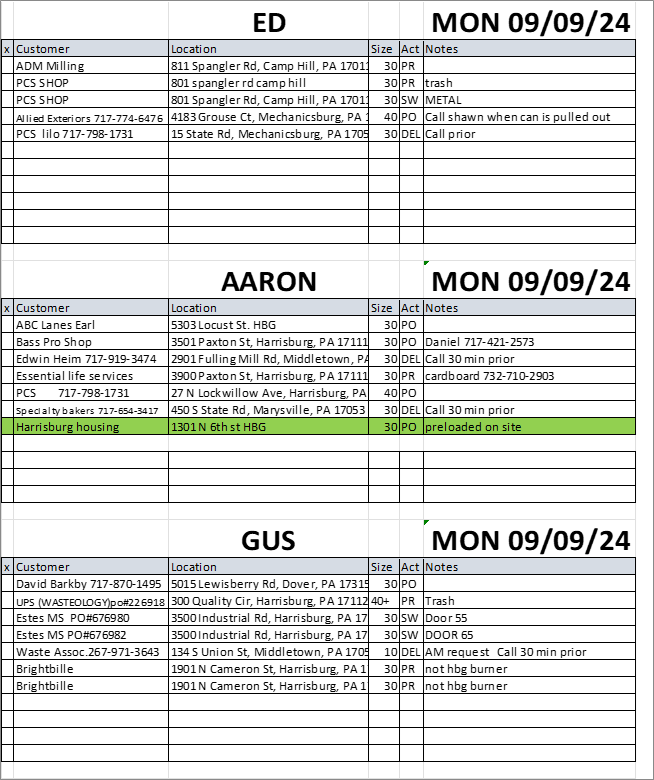 ED MON 09/09/24
x Customer Location Size Act Notes
ADM Milling 811 Spangler Rd, Camp Hill, PA 17011 30 PR
PCS SHOP 801 spangler rd camp hill 30 PR trash
PCS SHOP 801 Spangler Rd, Camp Hill, PA 17011 30 SW METAL
Allied Exteriors 717-774-6476 4183 Grouse Ct, Mechanicsburg, PA 1 40 PO Call shawn when can is pulled out
PCS lilo 717-798-1731 15 State Rd, Mechanicsburg, PA 1705 30 DEL Call prior
AARON MON 09/09/24
x Customer Location Size Act Notes
ABC Lanes Earl 5303 Locust St. HBG 30 PO
Bass Pro Shop 3501 Paxton St, Harrisburg, PA 17111 30 PO Daniel 717-421-2573
Edwin Heim 717-919-3474 2901 Fulling Mill Rd, Middletown, PA 30 DEL Call 30 min prior
Essential life services 3900 Paxton St, Harrisburg, PA 17111 30 PR cardboard 732-710-2903
PCS 717-798-1731 27 N Lockwillow Ave, Harrisburg, PA 40 PO
Specialty bakers 717-654-3417 450 S State Rd, Marysville, PA 17053 30 DEL Call 30 min prior
Harrisburg housing 1301 N 6th st HBG 30 PO preloaded on site
GUS MON 09/09/24
x Customer Location Size Act Notes
David Barkby 717-870-1495 5015 Lewisberry Rd, Dover, PA 17315 30 PO
UPS (WASTEOLOGY)po#226918 300 Quality Cir, Harrisburg, PA 17112 40+ PR Trash
Estes MS PO#676980 3500 Industrial Rd, Harrisburg, PA 17 30 SW Door 55
Estes MS PO#676982 3500 Industrial Rd, Harrisburg, PA 17 30 SW DOOR 65
Waste Assoc.267-971-3643 134 S Union St, Middletown, PA 1705 10 DEL AM request Call 30 min prior
Brightbille 1901 N Cameron St, Harrisburg, PA 1 30 PR not hbg burner
Brightbille 1901 N Cameron St, Harrisburg, PA 1 30 PR not hbg burner